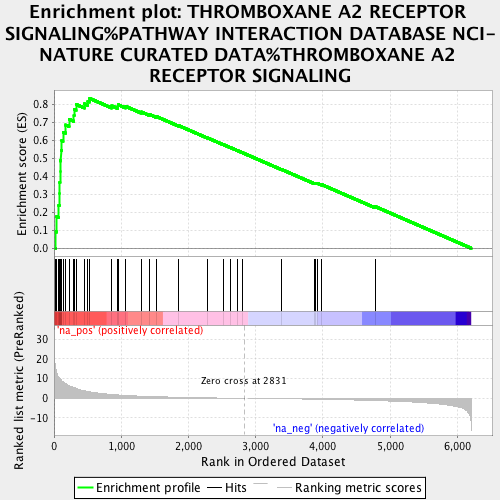 Enrichment plot: THROMBOXANE A2 RECEPTOR
SIGNALING%PATHWAY INTERACTION DATABASE NCI-
NATURE CURATED DATA%THROMBOXANE A2
RECEPTOR SIGNALING
Enrichment score (ES)
0.8
0.7
0.6
0.5
0.4
0.3
0.2
0.1
0.0
'na_pos' (positively correlated)
Ranked list metric (PreRanked)
30
20
10
0
-10
Zero cross at 2831
'na_neg' (negatively correlated)
0
1,000
2,000
3,000
4,000
5,000
6,000
Rank in Ordered Dataset
Enrichment profile
Hits
Ranking metric scores